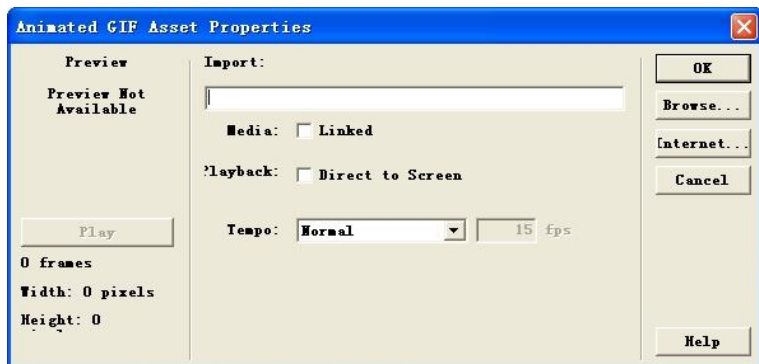 Animated GIF Asset Properties
Preview
Preview Not
Available
Play
0 frames
Width: 0 pixels
Height: 0
Import:
Media: Linked
Playback: Direct to Screen
Tempo: Normal 15 fps
OK
Browse...
Internet...
Cancel
Help